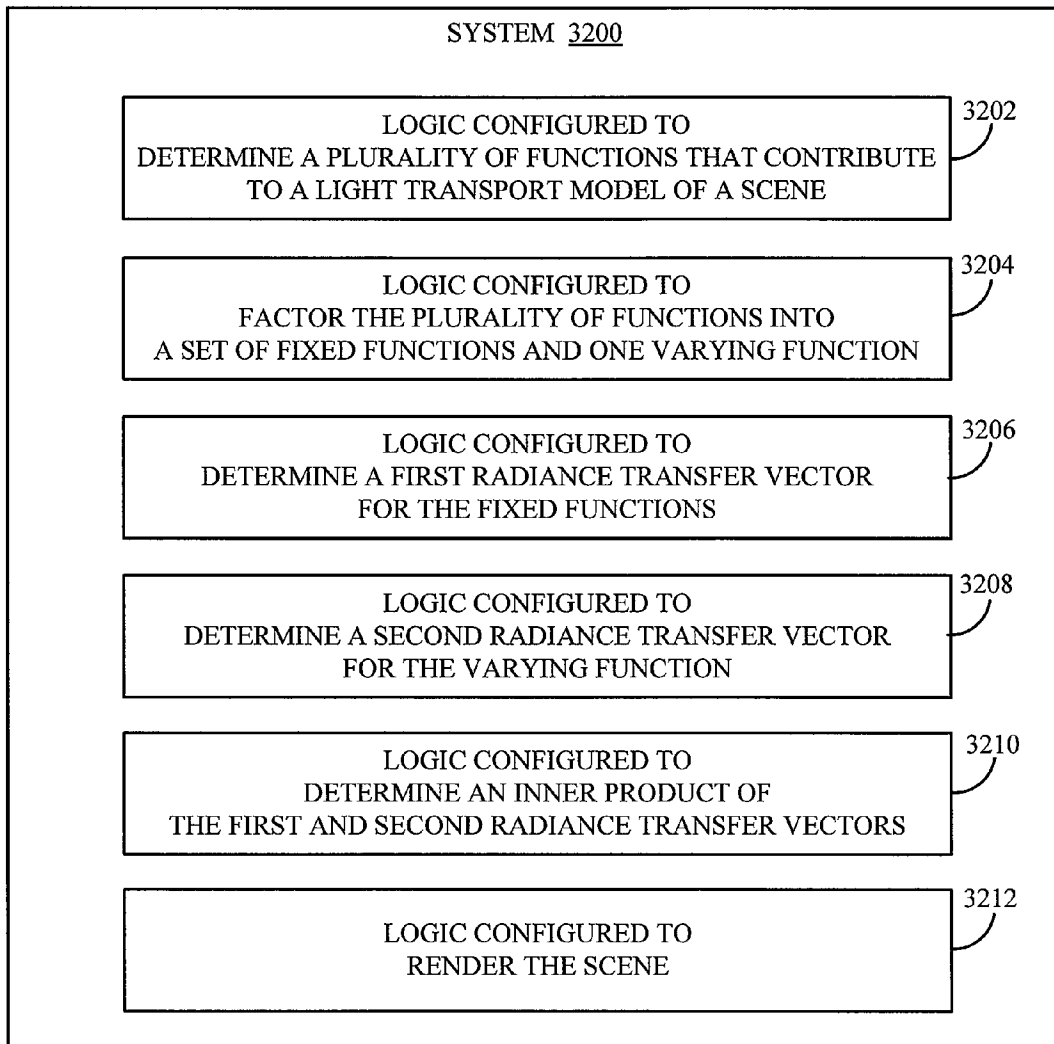 SYSTEM 3200
3202
LOGIC CONFIGURED TO
DETERMINE A PLURALITY OF FUNCTIONS THAT CONTRIBUTE
TO A LIGHT TRANSPORT MODEL OF A SCENE
3204
LOGIC CONFIGURED TO
FACTOR THE PLURALITY OF FUNCTIONS INTO
A SET OF FIXED FUNCTIONS AND ONE VARYING FUNCTION
3206
LOGIC CONFIGURED TO
DETERMINE A FIRST RADIANCE TRANSFER VECTOR
FOR THE FIXED FUNCTIONS
3208
LOGIC CONFIGURED TO
DETERMINE A SECOND RADIANCE TRANSFER VECTOR
FOR THE VARYING FUNCTION
3210
LOGIC CONFIGURED TO
DETERMINE AN INNER PRODUCT OF
THE FIRST AND SECOND RADIANCE TRANSFER VECTORS
3212
LOGIC CONFIGURED TO
RENDER THE SCENE